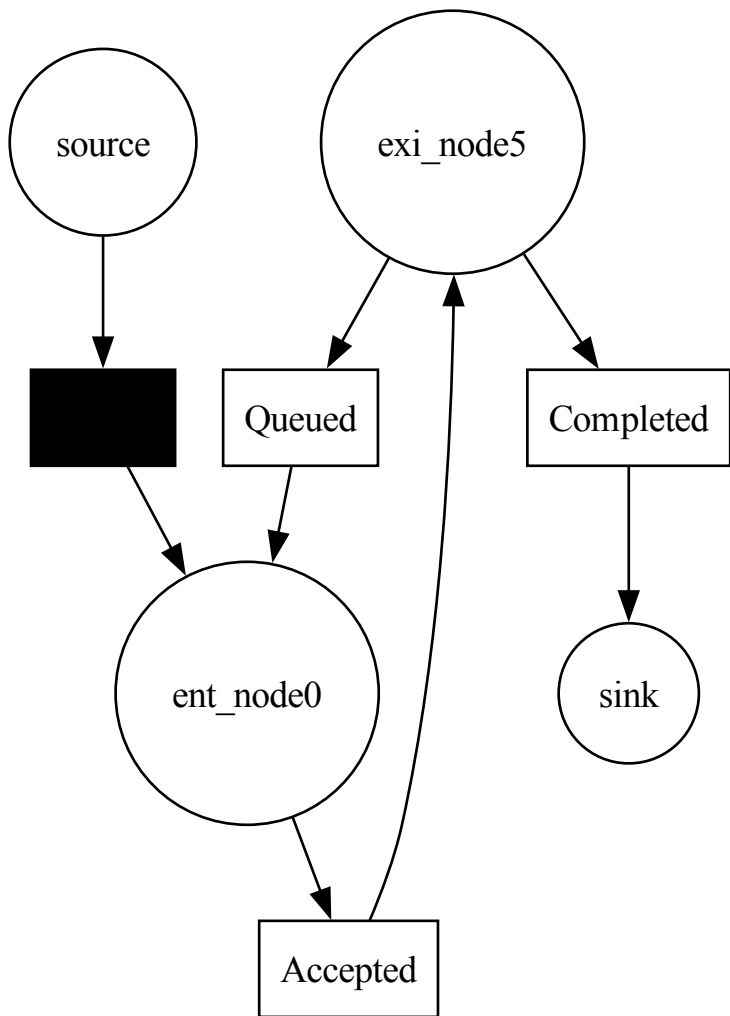 source
exi_node5
Queued
Completed
ent_node0
sink
Accepted